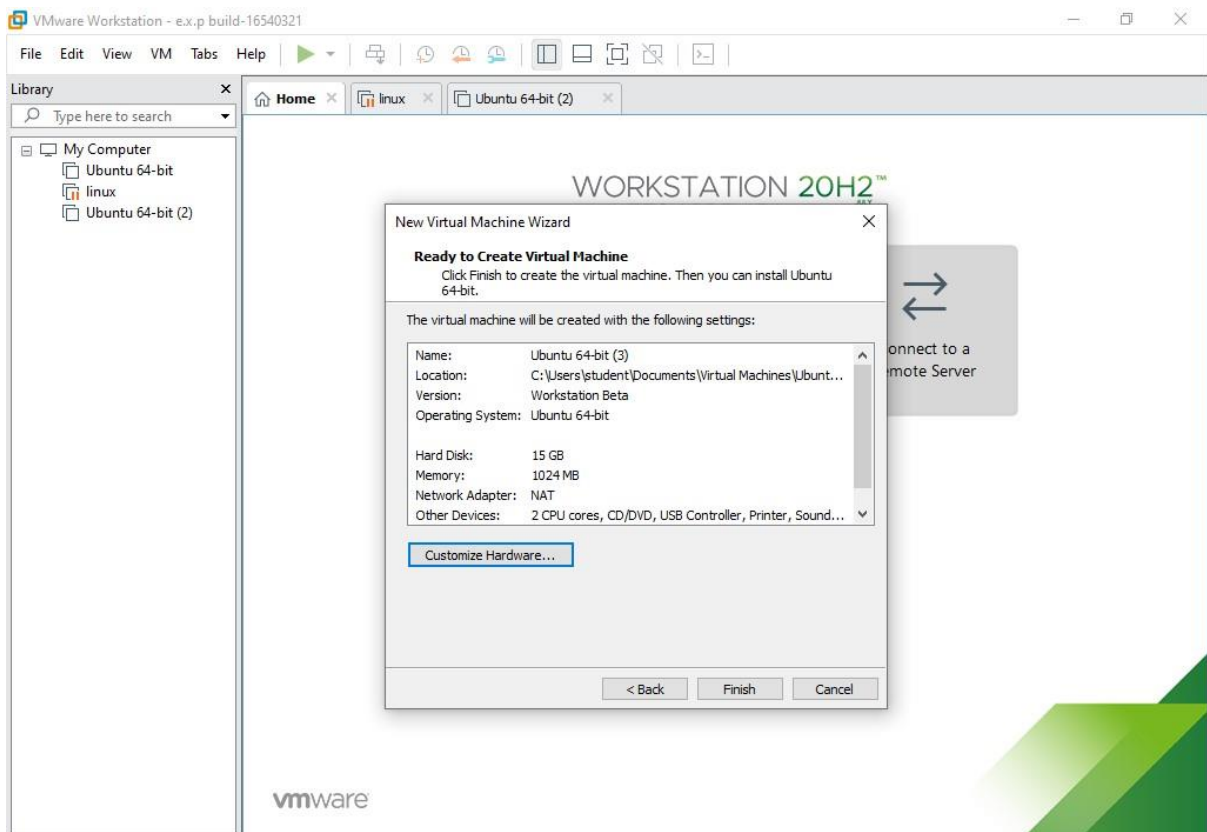 VMware Workstation - e.x.p build-16540321
File Edit View VM Tabs Help
Library
Type here to search
My Computer
Ubuntu 64-bit
linux
Ubuntu 64-bit (2)
Home
linux
Ubuntu 64-bit (2)
WORKSTATION 20H2™
New Virtual Machine Wizard
Ready to Create Virtual Machine
Click Finish to create the virtual machine. Then you can install Ubuntu
64-bit.
The virtual machine will be created with the following settings:
Name: Ubuntu 64-bit (3)
Location: C:\Users\student\Documents\Virtual Machines\Ubunt...
Version: Workstation Beta
Operating System: Ubuntu 64-bit
Hard Disk: 15 GB
Memory: 1024 MB
Network Adapter: NAT
Other Devices: 2 CPU cores, CD/DVD, USB Controller, Printer, Sound...
Customize Hardware...
< Back Finish Cancel
onnect to a
emote Server
vmware